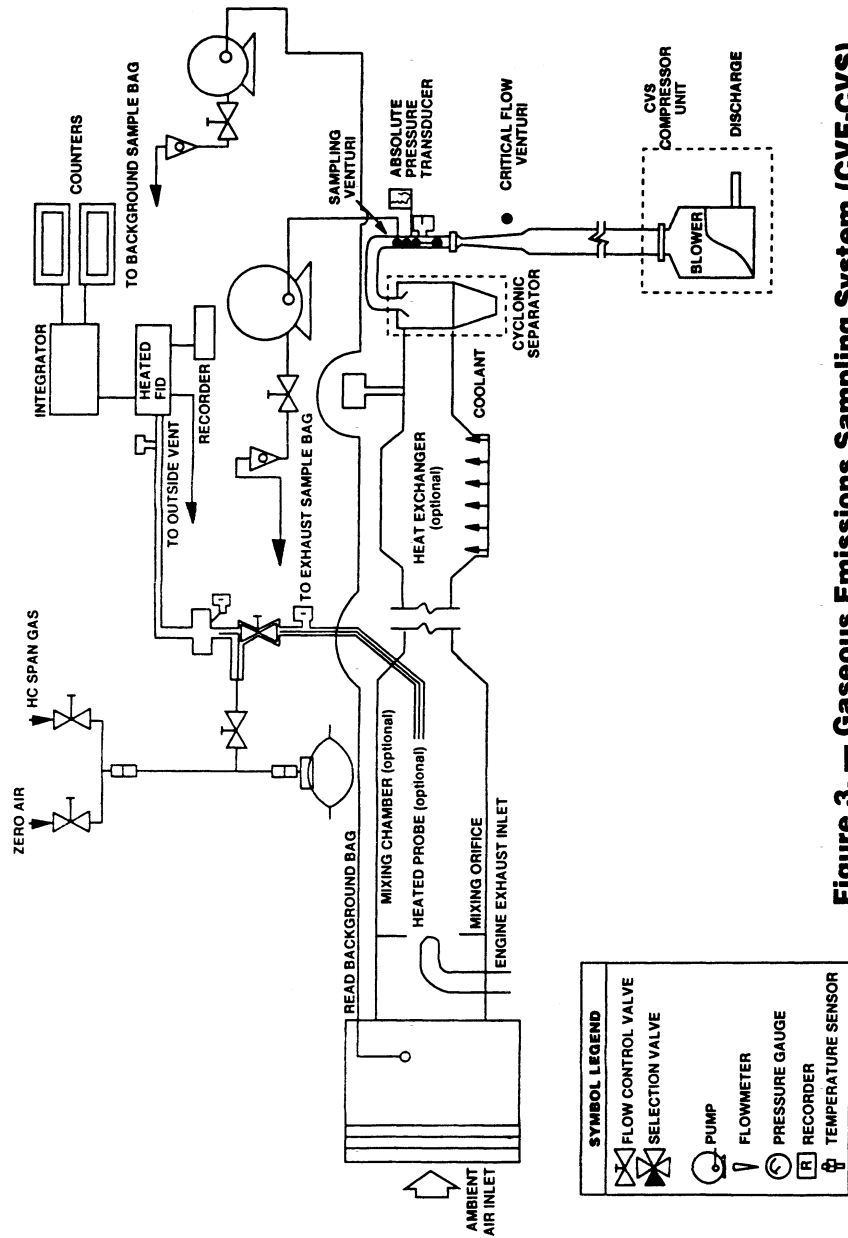 COUNTERS
INTEGRATOR
HEATED
FID
RECORDER
TO OUTSIDE VENT
TO BACKGROUND SAMPLE BAG
HC SPAN GAS
ZERO AIR
TO EXHAUST SAMPLE BAG
SAMPLING
VENTURI
ABSOLUTE
PRESSURE
TRANSDUCER
CRITICAL FLOW
VENTURI
CYCLONIC
SEPARATOR
CVS
COMPRESSOR
UNIT
BLOWER
DISCHARGE
READ BACKGROUND BAG
MIXING CHAMBER (optional)
HEATED PROBE (optional)
MIXING ORIFICE
ENGINE EXHAUST INLET
HEAT EXCHANGER
(optional)
COOLANT
AMBIENT
AIR INLET
SYMBOL LEGEND
FLOW CONTROL VALVE
SELECTION VALVE
PUMP
FLOWMETER
PRESSURE GAUGE
R RECORDER
TEMPERATURE SENSOR
Figure 3. — Gaseous Emissions Sampling System (CVF-CVS)